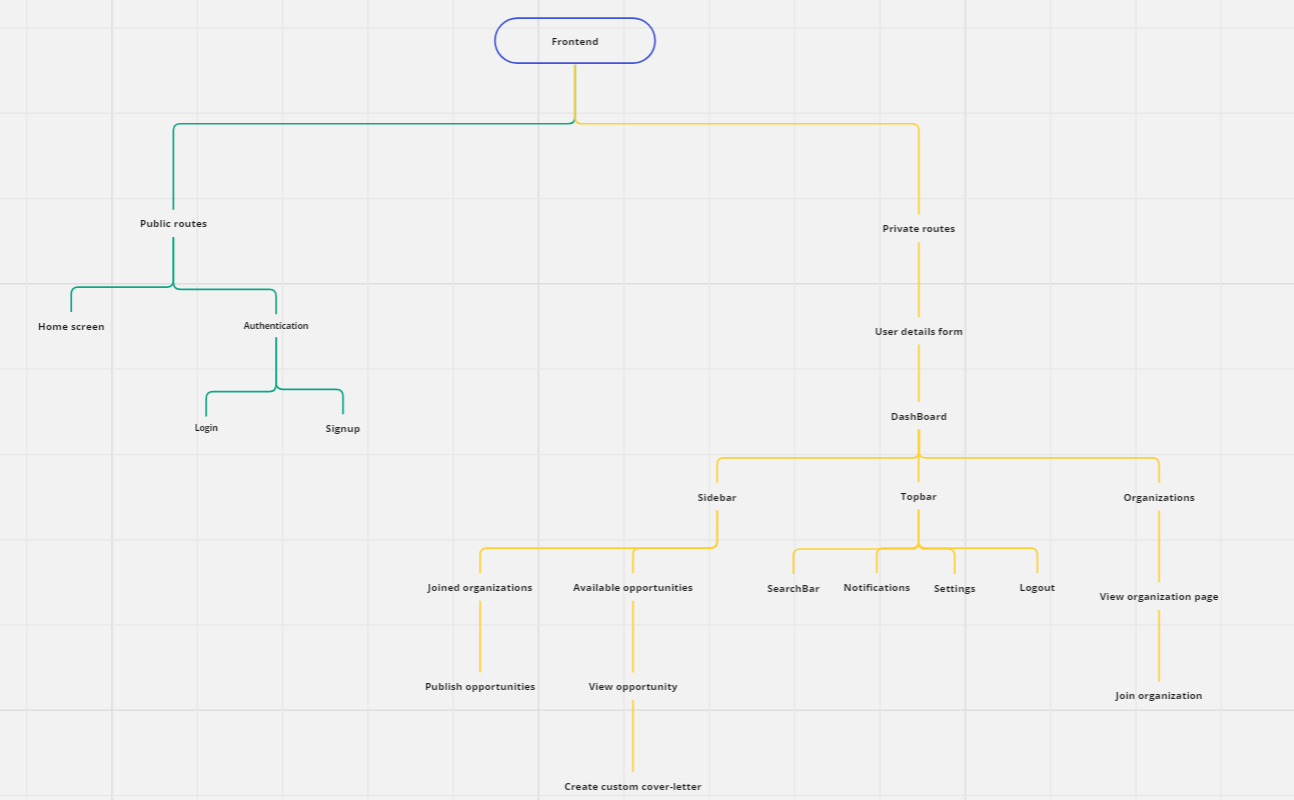 Frontend
Public routes
Private routes
Home screen
Authentication
User details form
Login
Signup
DashBoard
Sidebar
Topbar
Organizations
Joined organizations
Available opportunities
SearchBar
Notifications
Settings
Logout
View organization page
Publish opportunities
View opportunity
Join organization
Create custom cover-letter